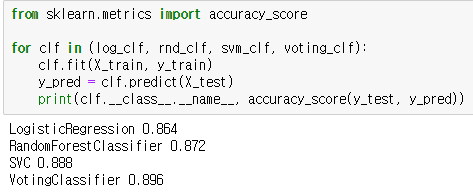 from sklearn.metrics import accuracy_score
for clf in (log_clf, rnd_clf, svm_clf, voting_clf):
    clf.fit(X_train, y_train)
    y_pred = clf.predict(X_test)
    print(clf.__class__.__name__, accuracy_score(y_test, y_pred))
LogisticRegression 0.864
RandomForestClassifier 0.872
SVC 0.888
VotingClassifier 0.896